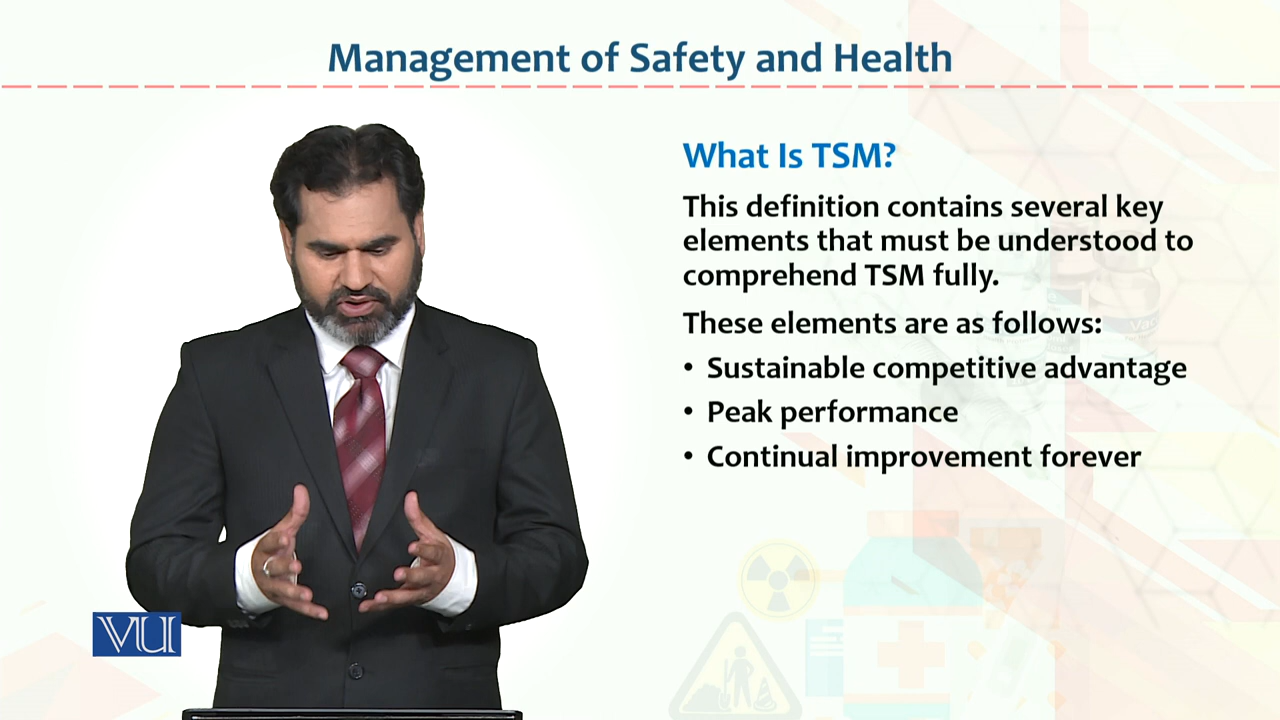 Management of Safety and Health
What Is TSM?
This definition contains several key
elements that must be understood to
comprehend TSM fully.
These elements are as follows:
• Sustainable competitive advantage
• Peak performance
• Continual improvement forever
VU